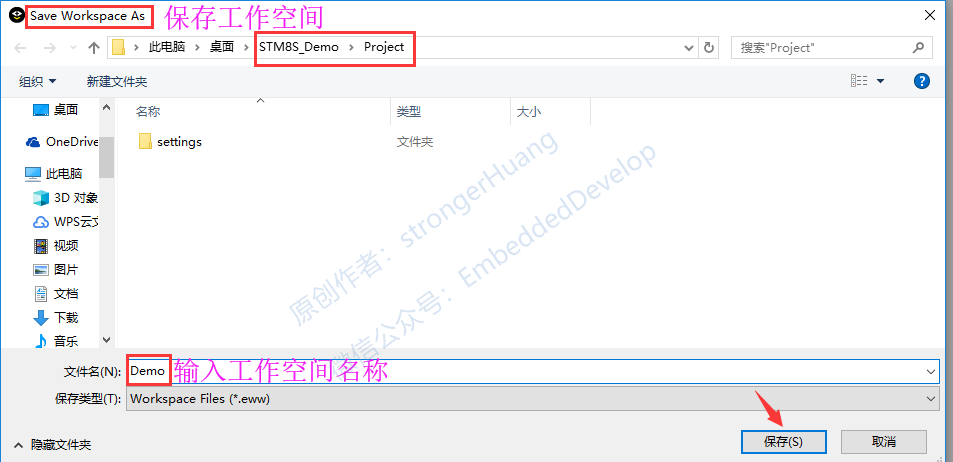 Save Workspace As 保存工作空间
此电脑 > 桌面 > STM8S_Demo > Project
搜索"Project"
组织 新建文件夹
桌面
OneDrive
此电脑
3D 对象
WPS云文
视频
图片
文档
下载
音乐
名称 类型 大小
settings 文件夹
原创作者：strongerHuang
微信公众号：EmbeddedDevelop
文件名(N): Demo 输入工作空间名称
保存类型(T): Workspace Files (*.eww)
隐藏文件夹 保存(S) 取消